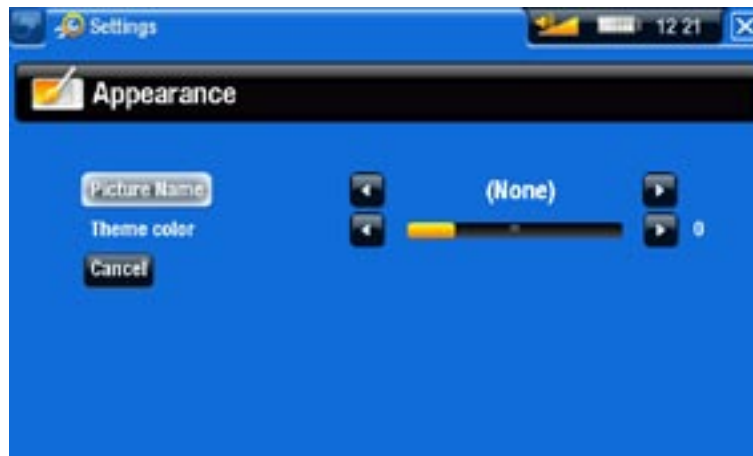 Settings 12 21
Appearance
Picture Name (None)
Theme color 0
Cancel